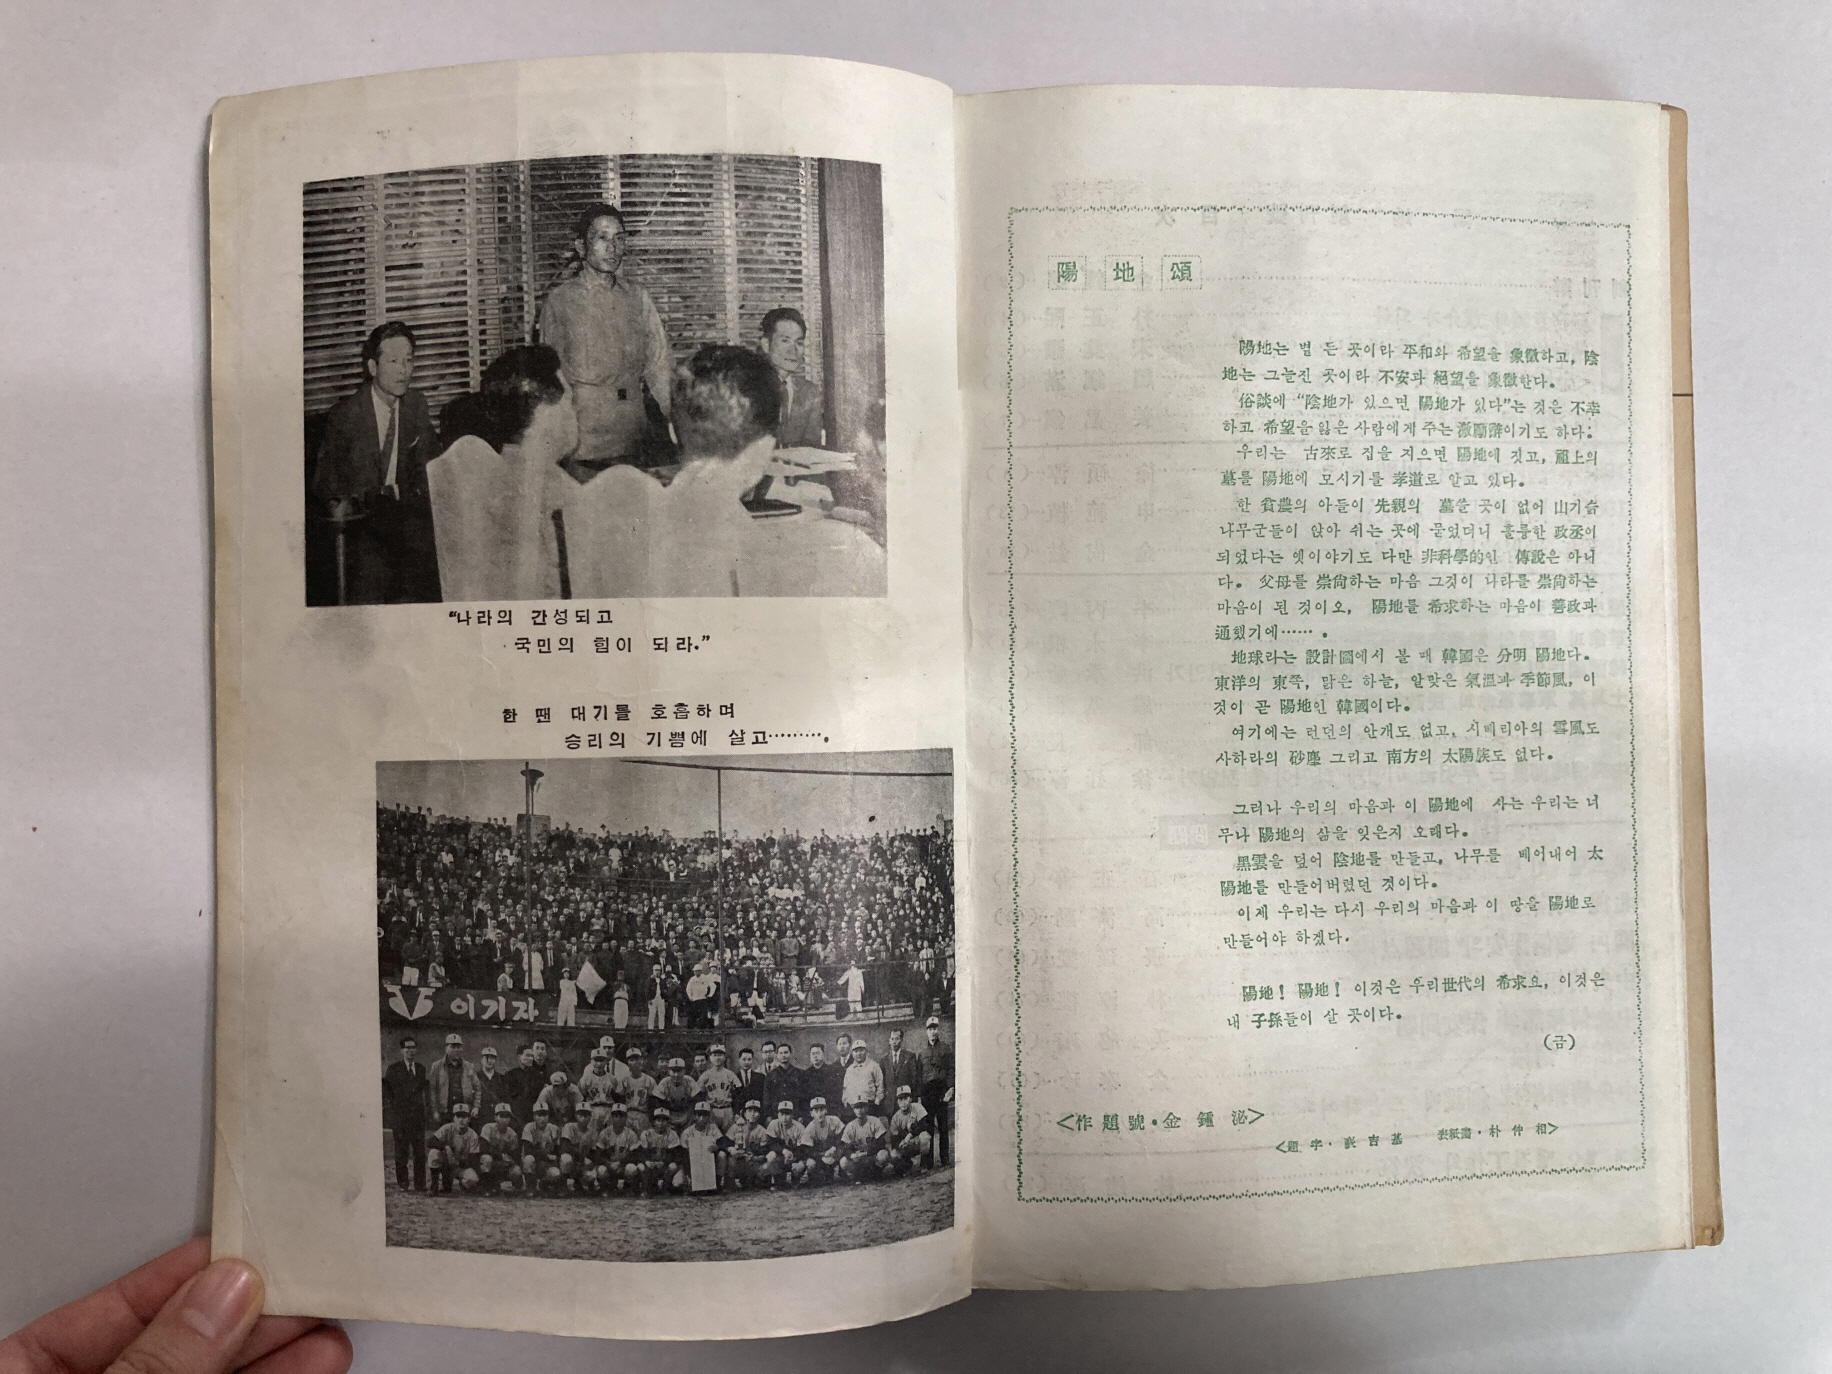 “나라의 간성되고
국민의 힘이 되라.”
한 땐 대기를 호흡하며
승리의 기쁨에 살고………．
V 이기자
陽地頌
陽地는 볕 든 곳이라 平和와 希望을 象徵하고, 陰
地는 그늘진 곳이라 不安과 絕望을 象徵한다.
俗談에 “陰地가 있으면 陽地가 있다”는 것은 不幸
하고 希望을 잃은 사람에게 주는 激勵辭이기도 하다.
우리는 古來로 집을 지으면 陽地에 짓고, 祖上의
墓를 陽地에 모시기를 孝道로 알고 있다.
한 貧農의 아들이 先親의 墓쓸 곳이 없어 山기슭
나무군들이 앉아 쉬는 곳에 묻었더니 훌륭한 政丞이
되었다는 옛이야기도 다만 非科學的인 傳說은 아니
다. 父母를 崇尙하는 마음 그것이 나라를 崇尙하는
마음이 된 것이오, 陽地를 希求하는 마음이 善政과
通했기에…….
地球라는 設計圖에서 볼 때 韓國은 分明 陽地다.
東洋의 東쪽, 맑은 하늘, 알맞은 氣溫과 季節風, 이
것이 곧 陽地인 韓國이다.
여기에는 런던의 안개도 없고, 시베리아의 雪風도
사하라의 砂塵 그리고 南方의 太陽族도 없다.
그러나 우리의 마음과 이 陽地에 사는 우리는 너
무나 陽地의 삶을 잊은지 오래다.
黑雲을 덮어 陰地를 만들고, 나무를 베어내어 太
陽地를 만들어버렸던 것이다.
이제 우리는 다시 우리의 마음과 이 땅을 陽地로
만들어야 하겠다.
陽地! 陽地! 이것은 우리世代의 希求요, 이것은
내 子孫들이 살 곳이다.
(금)
<作題號·金鍾泌>
<題字·裵吉基 表紙畵·朴仲相>